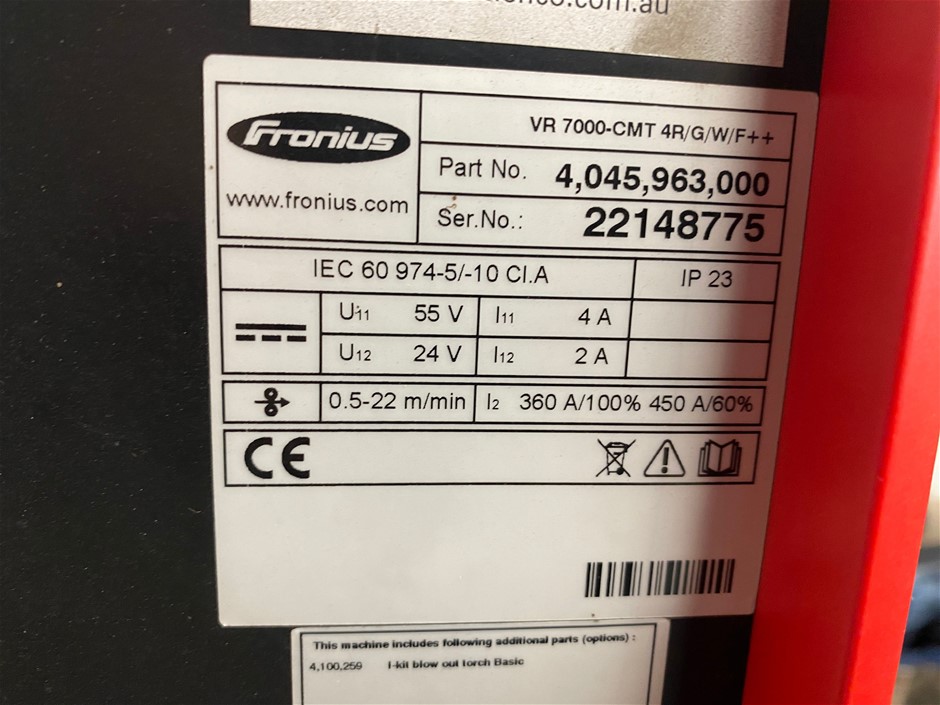 .com.au
Fronius
www.fronius.com
VR 7000-CMT 4R/G/W/F++
Part No. 4,045,963,000
Ser.No.: 22148775
IEC 60 974-5/-10 Cl.A IP 23
U11 55 V I11 4 A
U12 24 V I12 2 A
0.5-22 m/min I2 360 A/100% 450 A/60%
CE
This machine includes following additional parts (options) :
4,100,259 I-kit blow out torch Basic